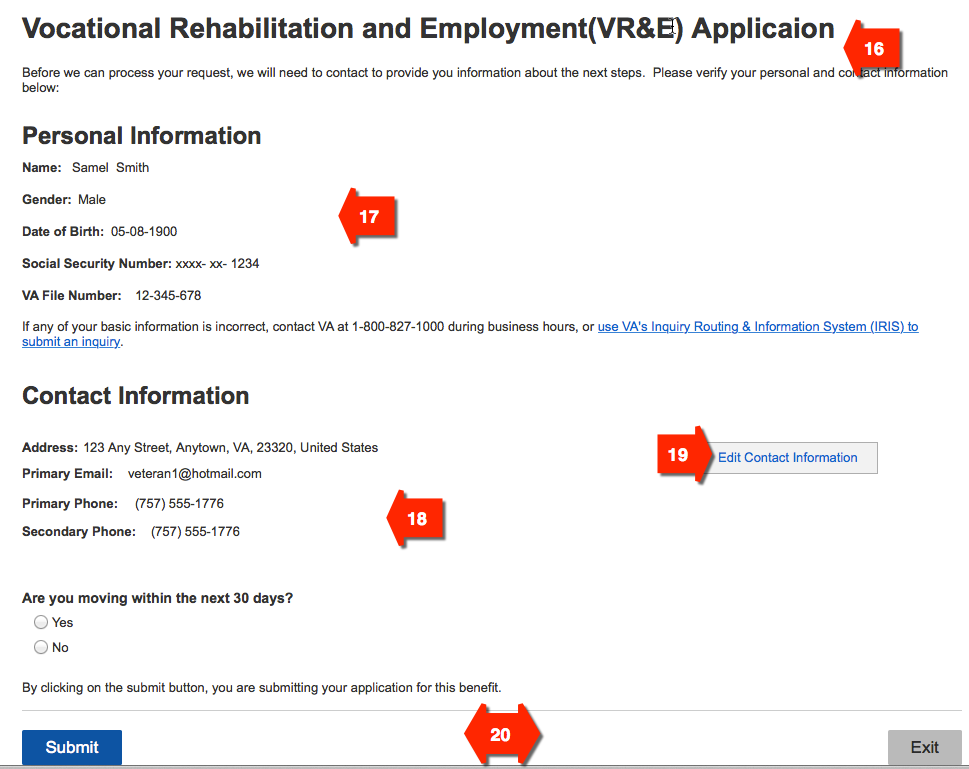 Vocational Rehabilitation and Employment(VR&E) Applicaion
16
Before we can process your request, we will need to contact to provide you information about the next steps.  Please verify your personal and contact information
below:
Personal Information
Name: Samel Smith
Gender: Male
17
Date of Birth: 05-08-1900
Social Security Number: xxxx- xx- 1234
VA File Number: 12-345-678
If any of your basic information is incorrect, contact VA at 1-800-827-1000 during business hours, or use VA's Inquiry Routing & Information System (IRIS) to
submit an inquiry.
Contact Information
Address: 123 Any Street, Anytown, VA, 23320, United States
19 Edit Contact Information
Primary Email: veteran1@hotmail.com
Primary Phone: (757) 555-1776
18
Secondary Phone: (757) 555-1776
Are you moving within the next 30 days?
Yes
No
By clicking on the submit button, you are submitting your application for this benefit.
20
Submit
Exit